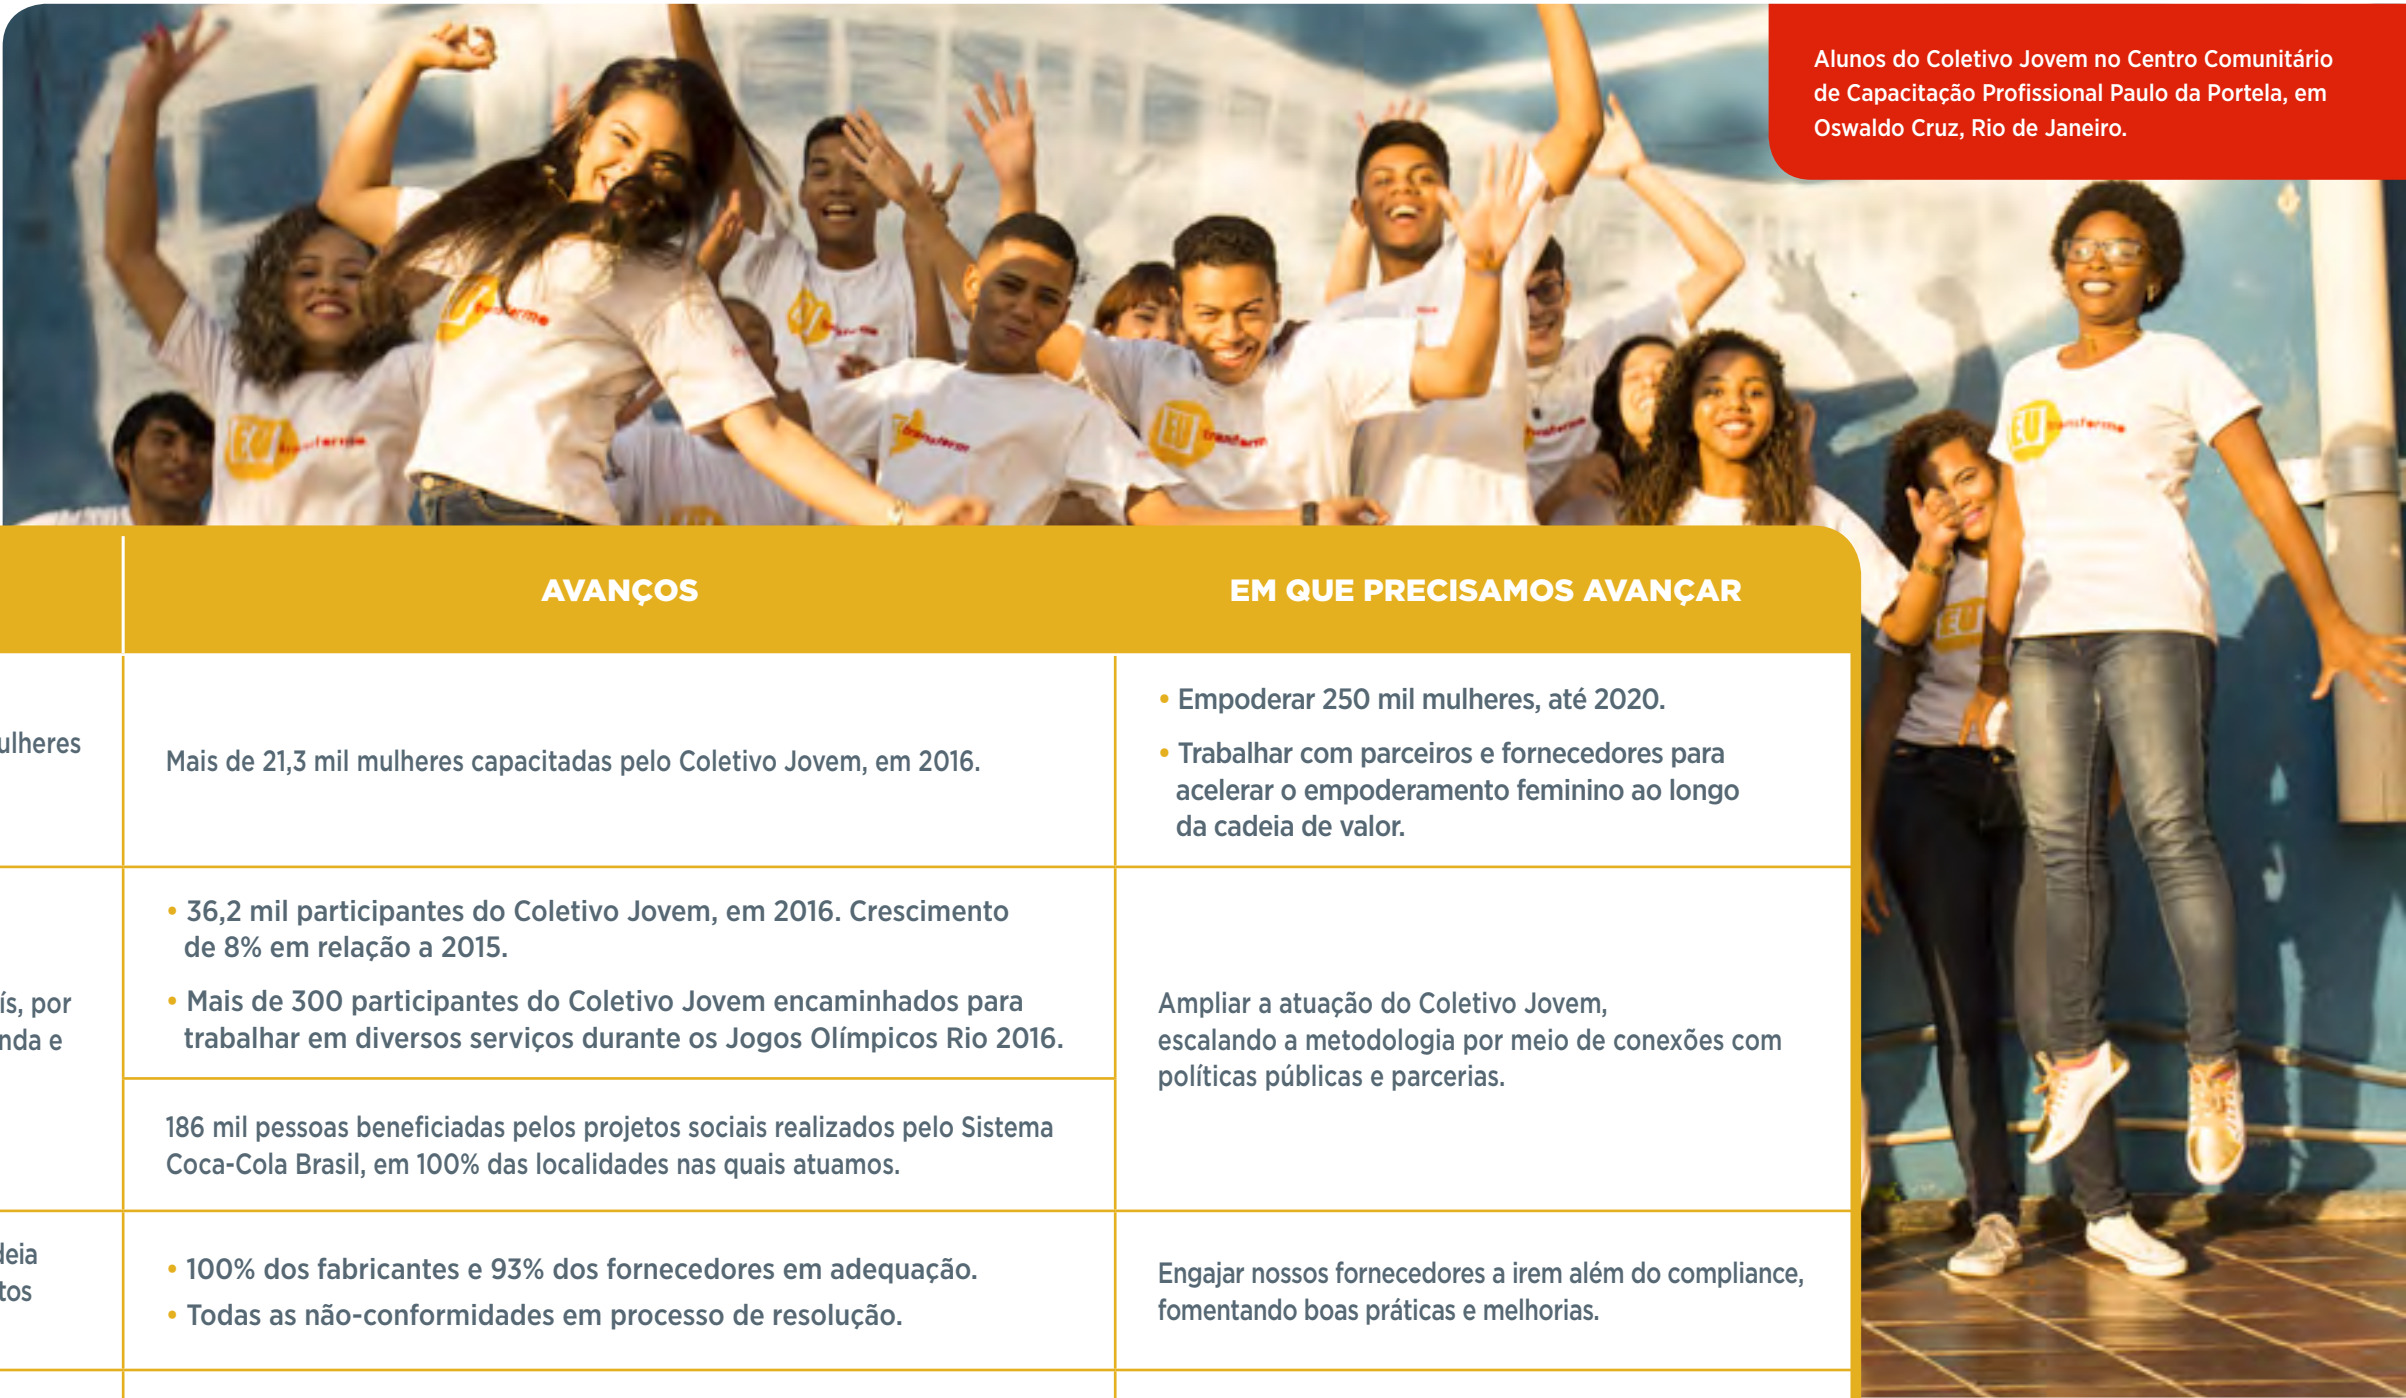 Alunos do Coletivo Jovem no Centro Comunitário
de Capacitação Profissional Paulo da Portela, em
Oswaldo Cruz, Rio de Janeiro.
EU transforme
EU
transforme
EU
AVANÇOS
EM QUE PRECISAMOS AVANÇAR
Mais de 21,3 mil mulheres capacitadas pelo Coletivo Jovem, em 2016.
• Empoderar 250 mil mulheres, até 2020.
• Trabalhar com parceiros e fornecedores para
acelerar o empoderamento feminino ao longo
da cadeia de valor.
• 36,2 mil participantes do Coletivo Jovem, em 2016. Crescimento
de 8% em relação a 2015.
• Mais de 300 participantes do Coletivo Jovem encaminhados para
trabalhar em diversos serviços durante os Jogos Olímpicos Rio 2016.
por
e
186 mil pessoas beneficiadas pelos projetos sociais realizados pelo Sistema
Coca-Cola Brasil, em 100% das localidades nas quais atuamos.
Ampliar a atuação do Coletivo Jovem,
escalando a metodologia por meio de conexões com
políticas públicas e parcerias.
• 100% dos fabricantes e 93% dos fornecedores em adequação.
• Todas as não-conformidades em processo de resolução.
Engajar nossos fornecedores a irem além do compliance,
fomentando boas práticas e melhorias.